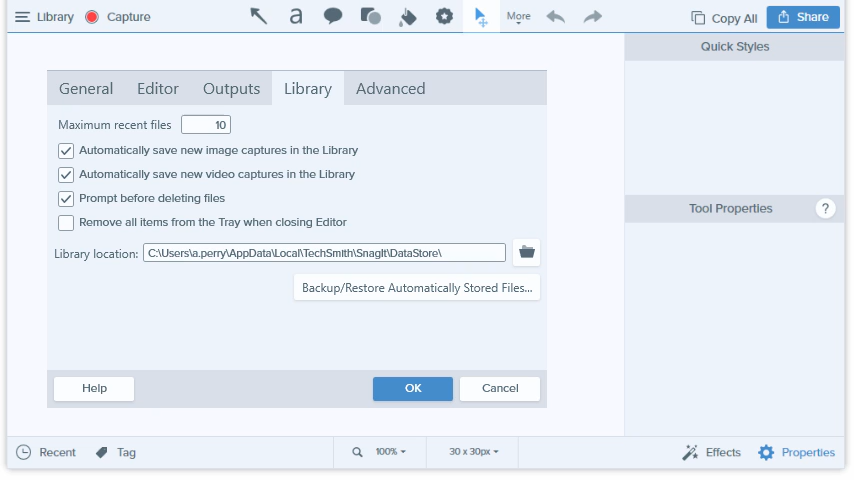 Library Capture More Copy All Share
Quick Styles
General Editor Outputs Library Advanced
Maximum recent files 10
Automatically save new image captures in the Library
Automatically save new video captures in the Library
Prompt before deleting files
Remove all items from the Tray when closing Editor
Tool Properties ?
Library location: C:\Users\a.perry\AppData\Local\TechSmith\SnagIt\DataStore\
Backup/Restore Automatically Stored Files...
Help OK Cancel
Recent Tag 100% 30 x 30px Effects Properties